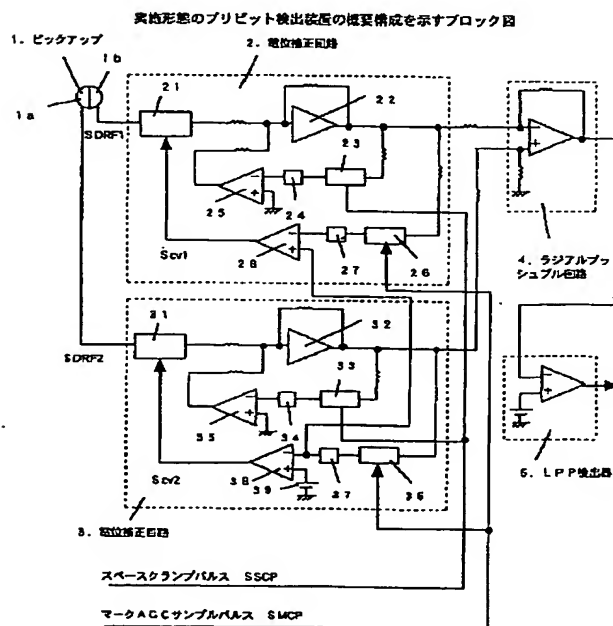 実施形態のプリピット検出装置の概要構成を示すブロック図
1. ピックアップ
1b
1a
2. 電位補正回路
21
22
SDRF1
23
25
24
Scv1
28
27
26
4. ラジアルプッ
シュプル回路
31
32
SDRF2
33
35
34
Scv2
38
39
37
36
5. LPP検出器
3. 電位補正回路
スペースクランプパルス SSCP
マークAGCサンプルパルス SMCP